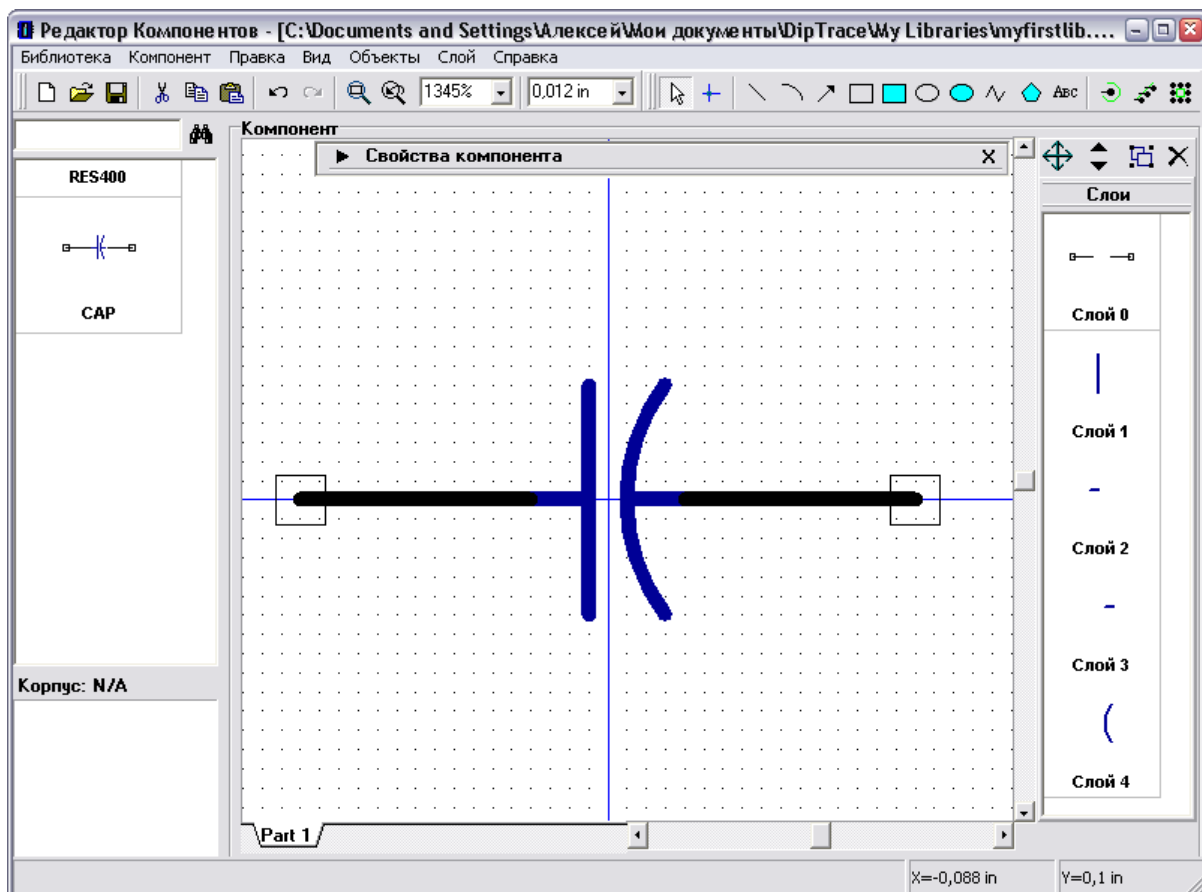 Редактор Компонентов - [C:\Documents and Settings\Алексей\Мои документы\DipTrace\My Libraries\myfirstlib....
Библиотека Компонент Правка Вид Объекты Слой Справка
1345% 0,012 in ABC
Компонент
Свойства компонента X
RES400
CAP
Слои
Слой 0
Слой 1
Слой 2
Слой 3
Слой 4
Корпус: N/A
Part 1
X=-0,088 in Y=0,1 in